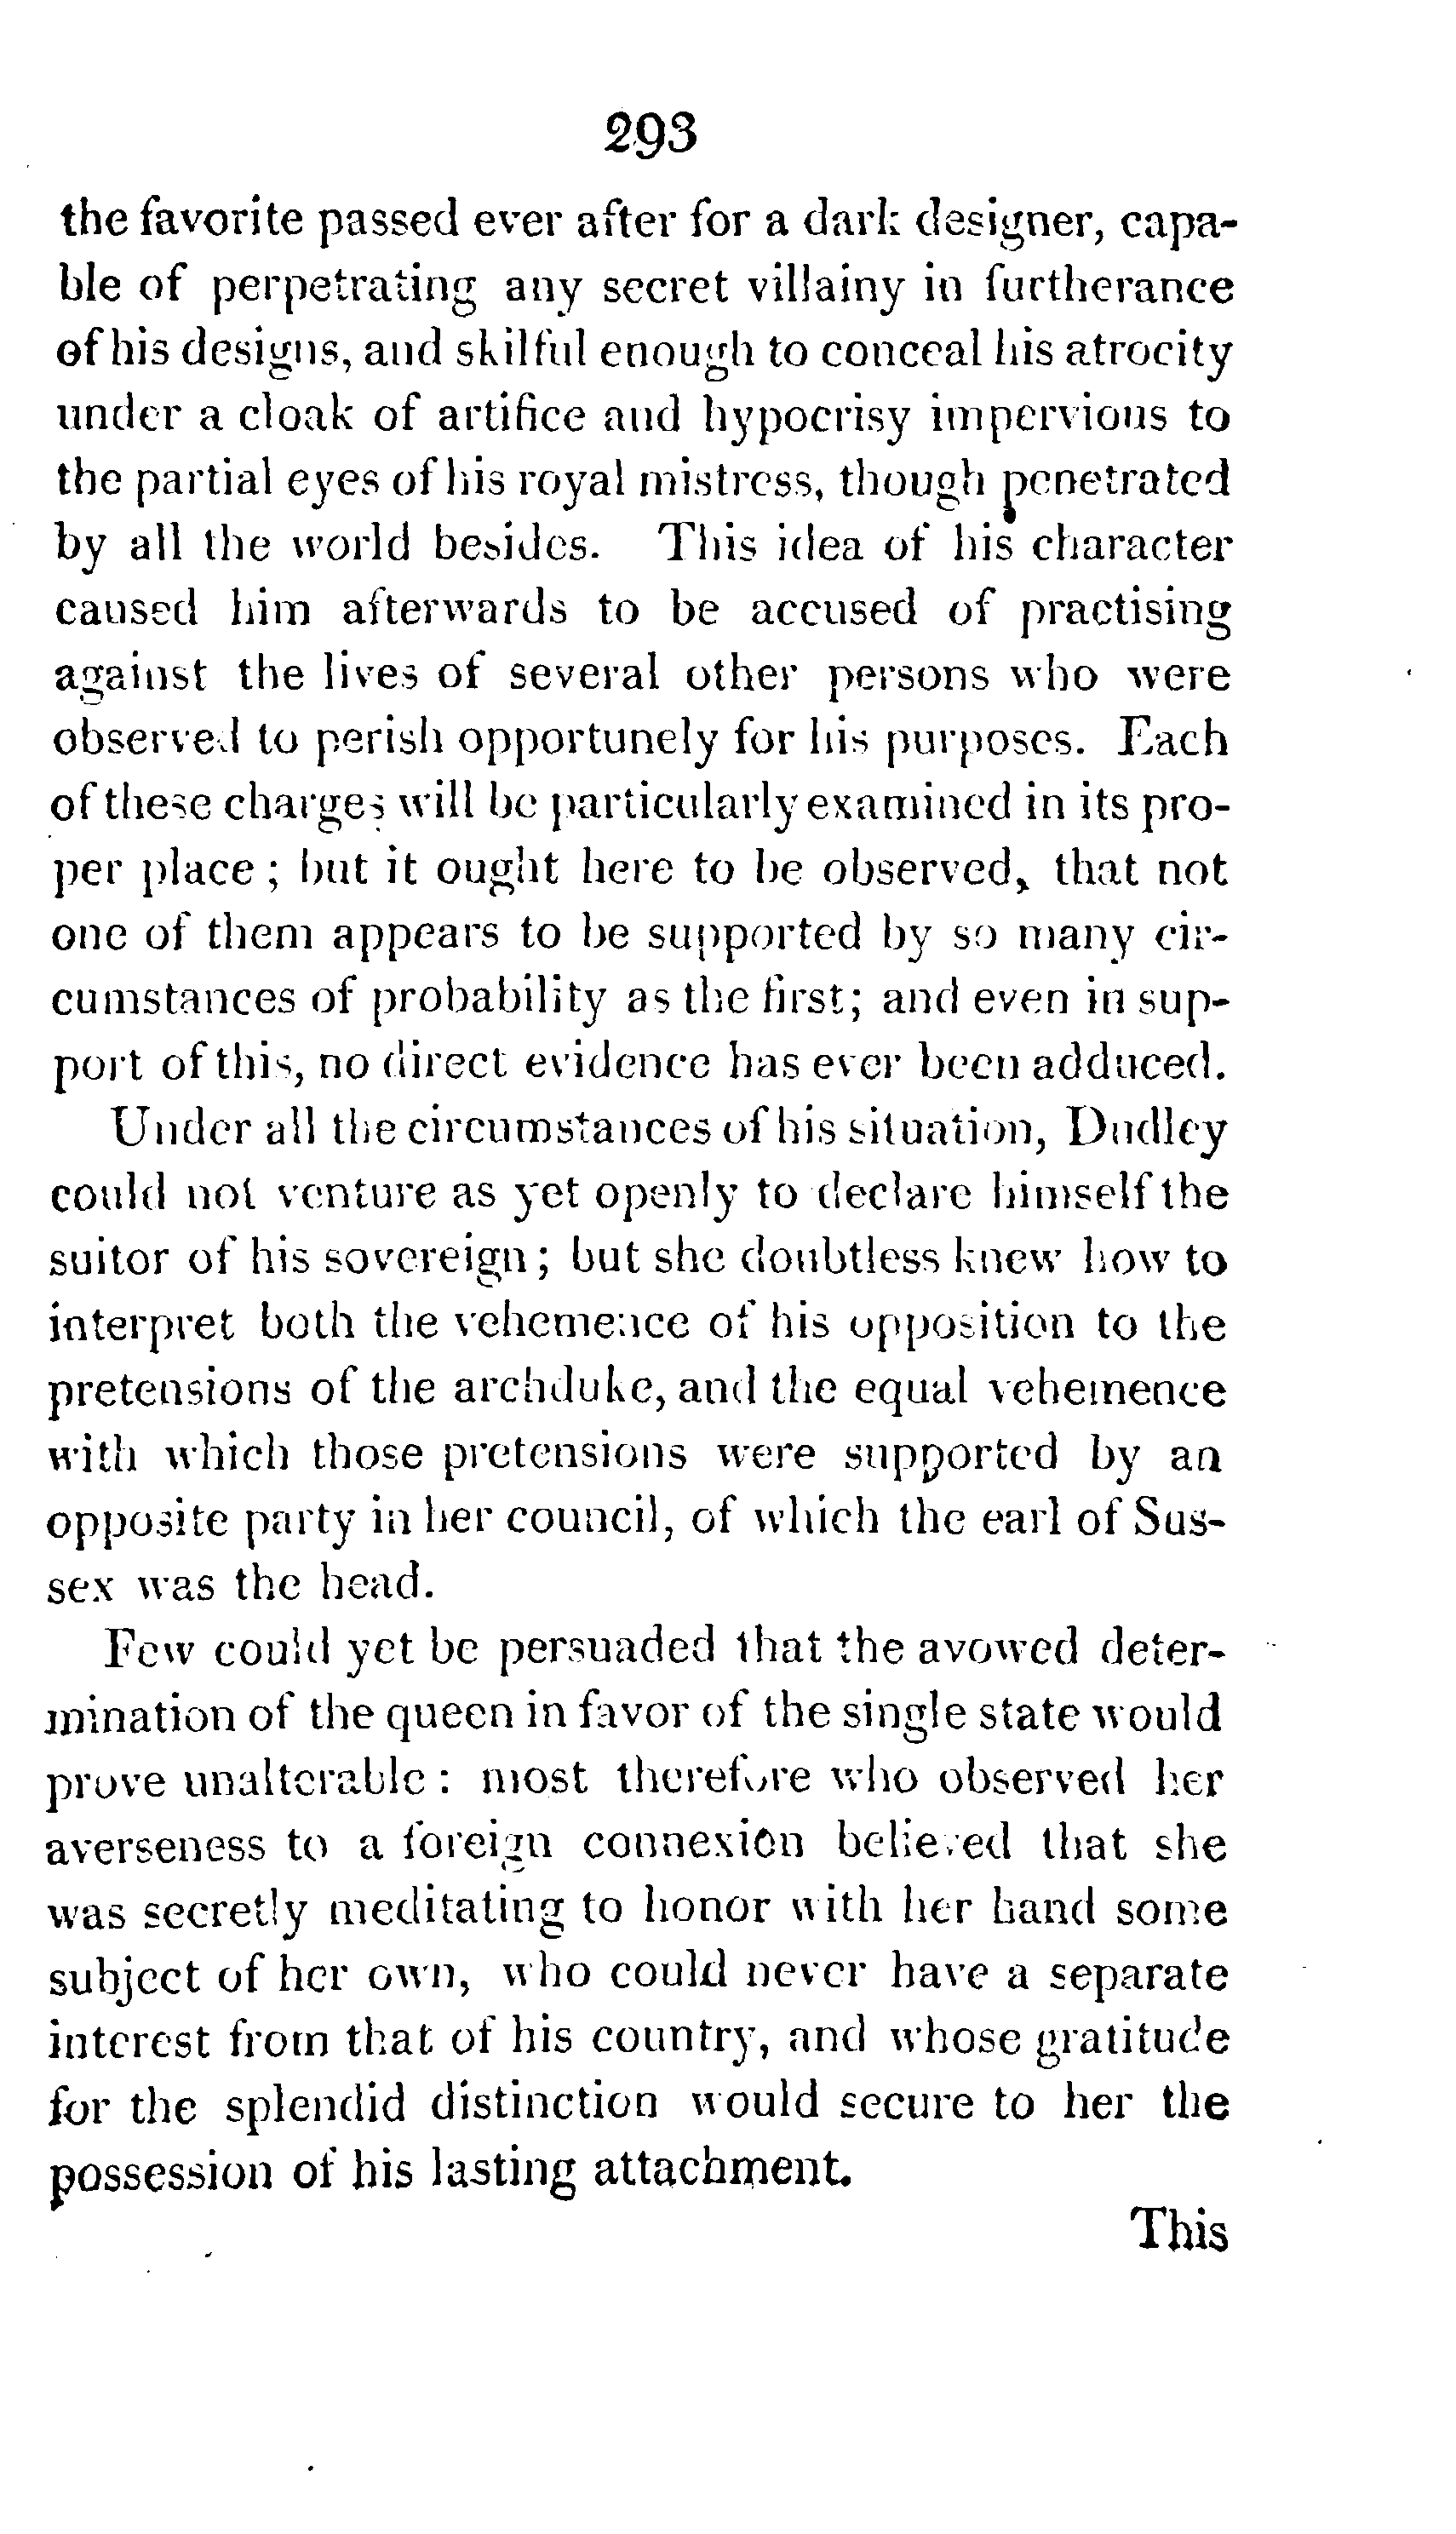 293
the favorite passed ever after for a dark designer, capa-
ble of perpetrating any secret villainy in furtherance
of his designs, and skilful enough to conceal his atrocity
under a cloak of artifice and hypocrisy impervious to
the partial eyes of his royal mistress, though penetrated
by all the world besides. This idea of his character
caused him afterwards to be accused of practising
against the lives of several other persons who were
observed to perish opportunely for his purposes. Each
of these charges will be particularly examined in its pro-
per place ; but it ought here to be observed, that not
one of them appears to be supported by so many cir-
cumstances of probability as the first; and even in sup-
port of this, no direct evidence has ever been adduced.
Under all the circumstances of his situation, Dudley
could not venture as yet openly to declare himself the
suitor of his sovereign ; but she doubtless knew how to
interpret both the vehemence of his opposition to the
pretensions of the archduke, and the equal vehemence
with which those pretensions were supported by an
opposite party in her council, of which the earl of Sus-
sex was the head.
Few could yet be persuaded that the avowed deter-
mination of the queen in favor of the single state would
prove unalterable : most therefore who observed her
averseness to a foreign connexion believed that she
was secretly meditating to honor with her hand some
subject of her own, who could never have a separate
interest from that of his country, and whose gratitude
for the splendid distinction would secure to her the
possession of his lasting attachment.
This